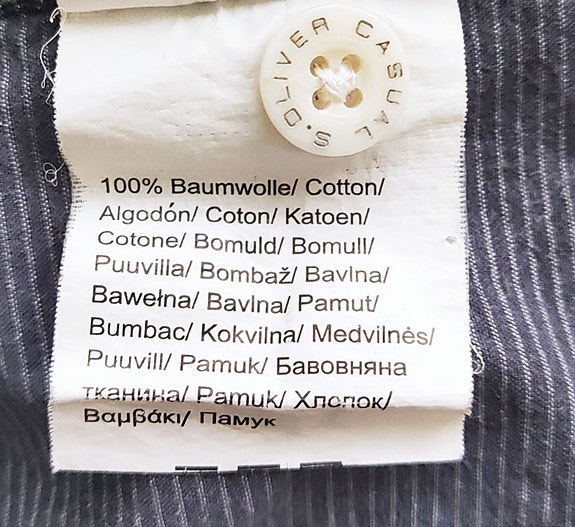 S.OLIVER CASUAL
100% Baumwolle/ Cotton/
Algodón/ Coton/ Katoen/
Cotone/ Bomuld/ Bomull/
Puuvilla/ Bombaž/ Bavlna/
Bawełna/ Bavlna/ Pamut/
Bumbac/ Kokvilna/ Medvilnės/
Puuvill/ Pamuk/ Бавовняна
тканина/ Pamuk/ Хлопок/
Βαμβάκι/ Памук